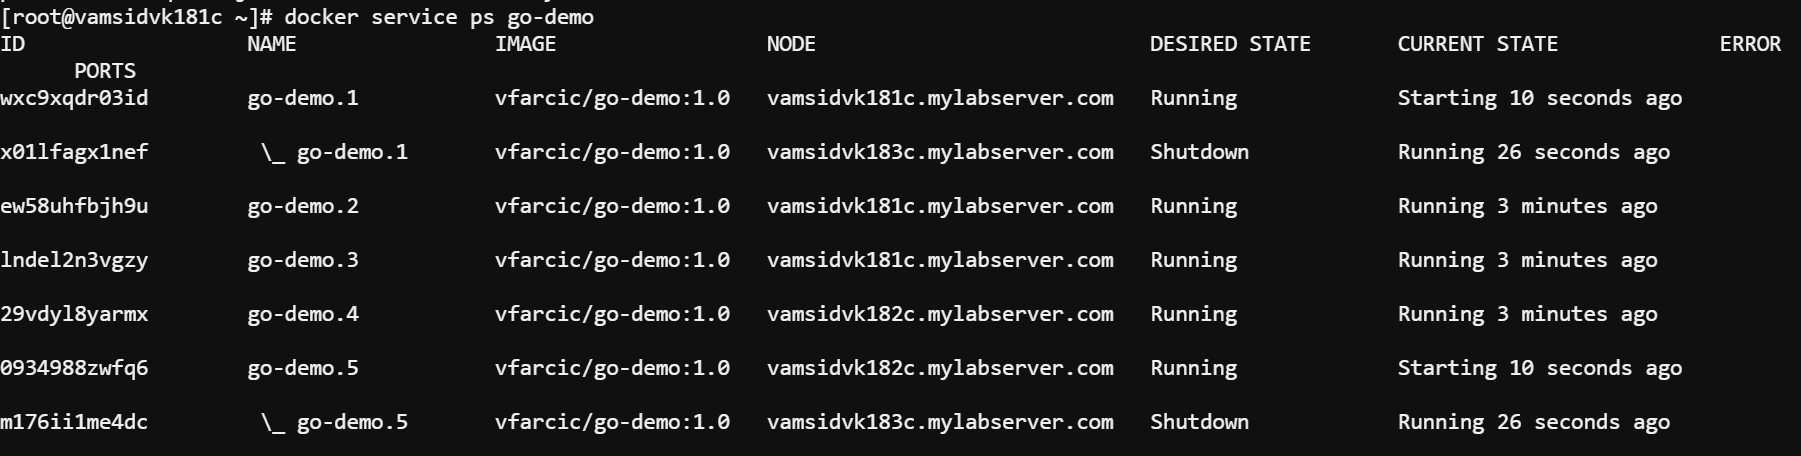 [root@vamsidvk181c ~]# docker service ps go-demo
ID NAME IMAGE NODE DESIRED STATE CURRENT STATE ERROR
PORTS
wxc9xqdr03id go-demo.1 vfarcic/go-demo:1.0 vamsidvk181c.mylabserver.com Running Starting 10 seconds ago
x01lfagx1nef \_ go-demo.1 vfarcic/go-demo:1.0 vamsidvk183c.mylabserver.com Shutdown Running 26 seconds ago
ew58uhfbjh9u go-demo.2 vfarcic/go-demo:1.0 vamsidvk181c.mylabserver.com Running Running 3 minutes ago
lndel2n3vgzy go-demo.3 vfarcic/go-demo:1.0 vamsidvk181c.mylabserver.com Running Running 3 minutes ago
29vdyl8yarmx go-demo.4 vfarcic/go-demo:1.0 vamsidvk182c.mylabserver.com Running Running 3 minutes ago
0934988zwfq6 go-demo.5 vfarcic/go-demo:1.0 vamsidvk182c.mylabserver.com Running Starting 10 seconds ago
m176ii1me4dc \_ go-demo.5 vfarcic/go-demo:1.0 vamsidvk183c.mylabserver.com Shutdown Running 26 seconds ago